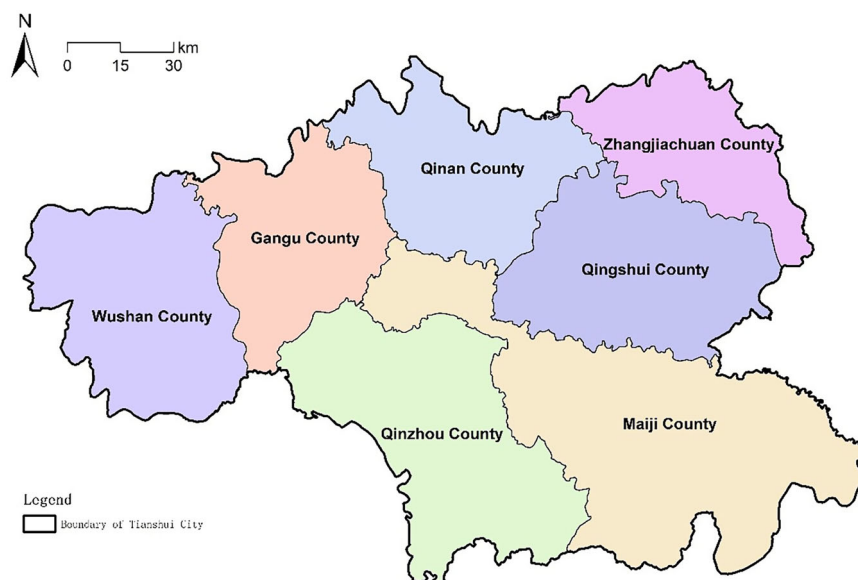 N
km
0 15 30
Zhangjiachuan County
Qinan County
Gangu County
Qingshui County
Wushan County
Maiji County
Qinzhou County
Legend
Boundary of Tianshui City